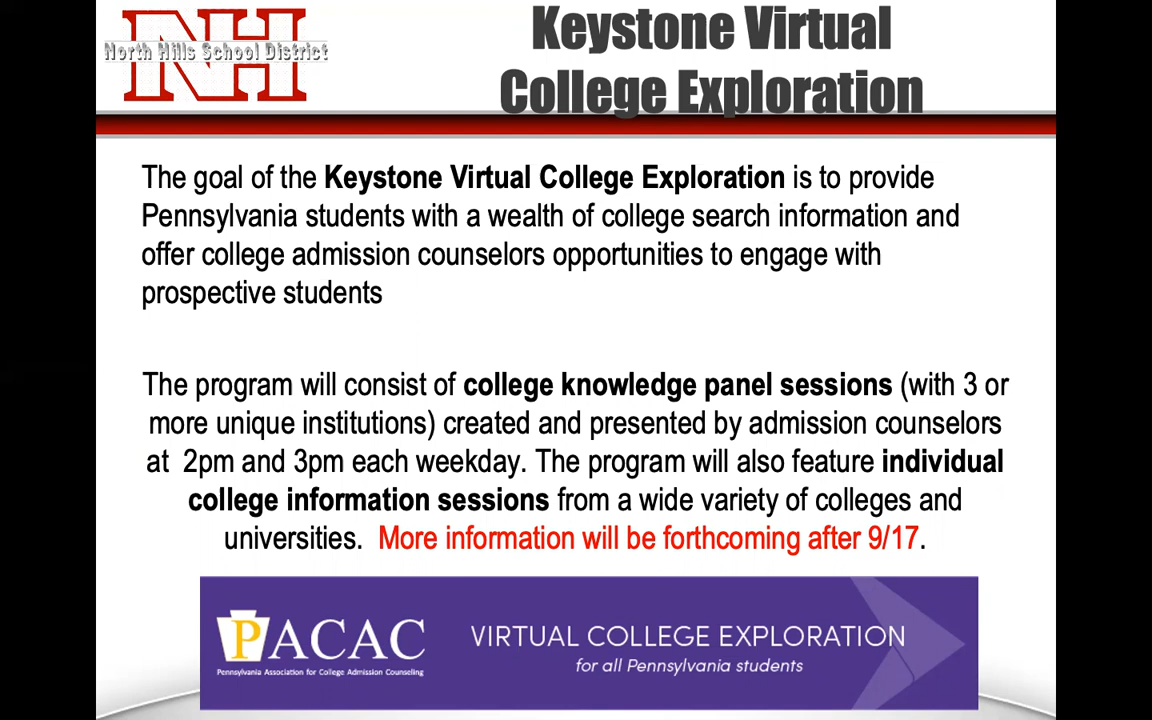 NH
North Hills School District
Keystone Virtual
College Exploration
The goal of the Keystone Virtual College Exploration is to provide
Pennsylvania students with a wealth of college search information and
offer college admission counselors opportunities to engage with
prospective students
The program will consist of college knowledge panel sessions (with 3 or
more unique institutions) created and presented by admission counselors
at  2pm and 3pm each weekday. The program will also feature individual
college information sessions from a wide variety of colleges and
universities.  More information will be forthcoming after 9/17.
PACAC
Pennsylvania Association for College Admission Counseling
VIRTUAL COLLEGE EXPLORATION
for all Pennsylvania students